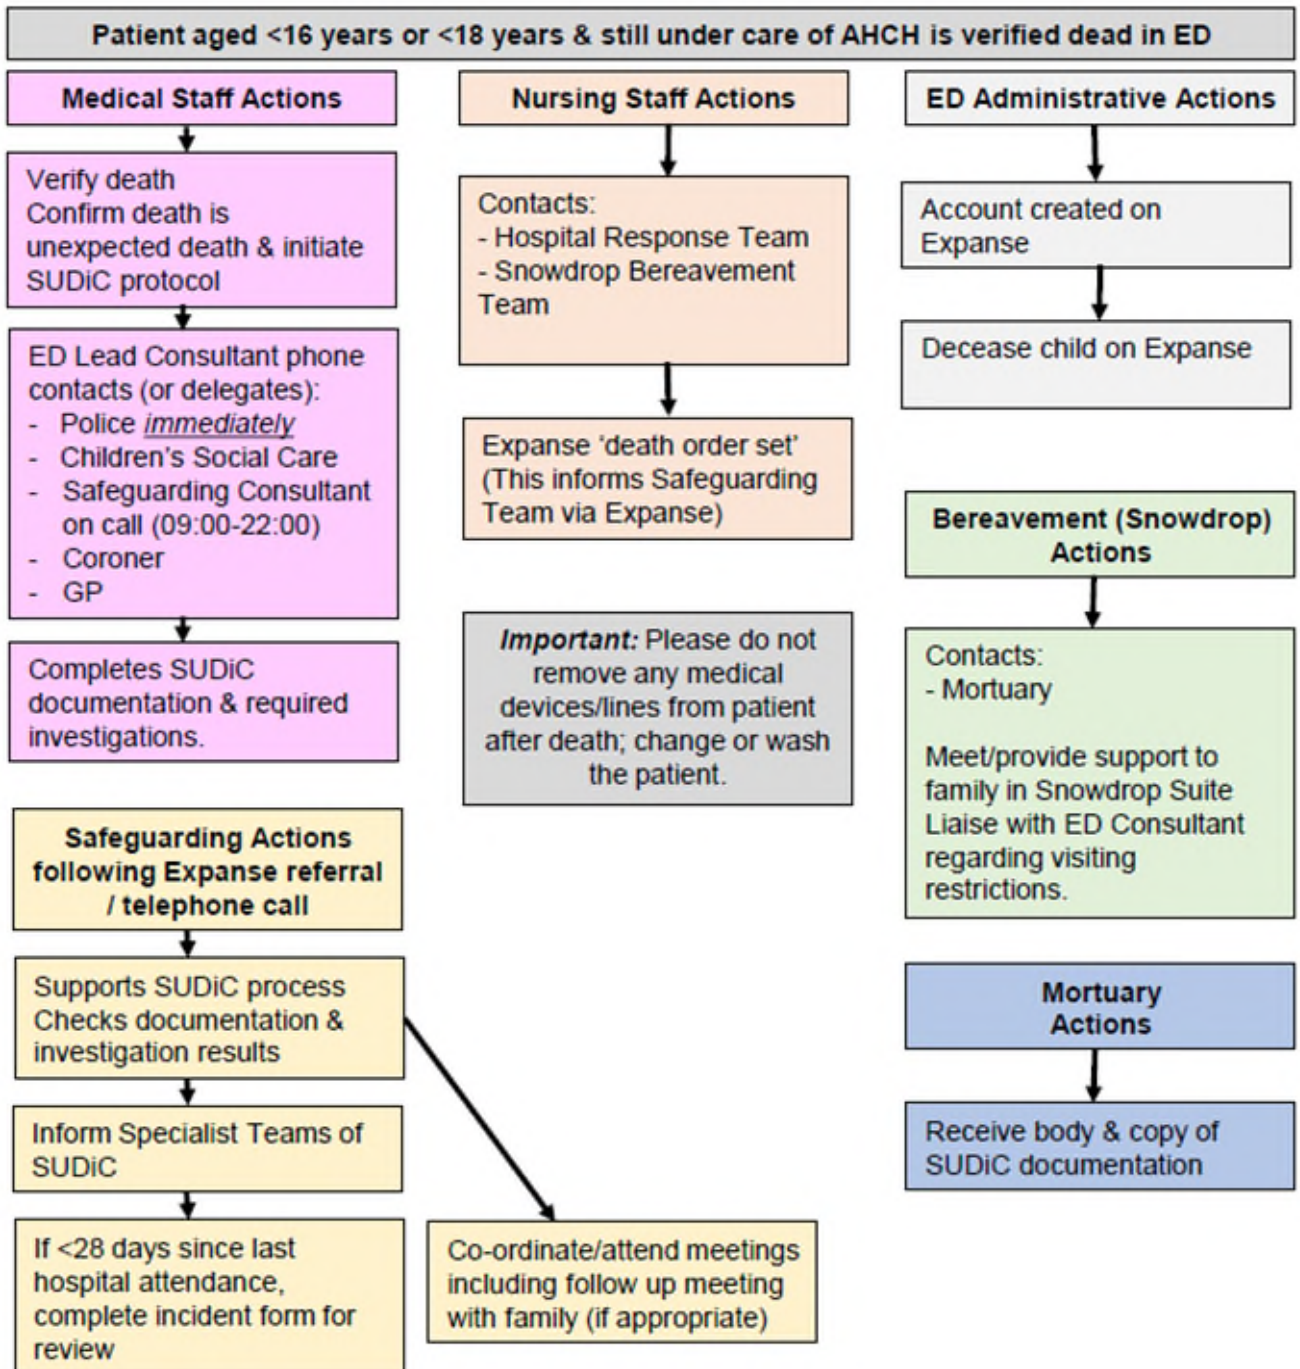 Patient aged <16 years or <18 years & still under care of AHCH is verified dead in ED
Medical Staff Actions
Verify death
Confirm death is
unexpected death & initiate
SUDiC protocol
ED Lead Consultant phone
contacts (or delegates):
- Police immediately
- Children's Social Care
- Safeguarding Consultant
on call (09:00-22:00)
- Coroner
- GP
Completes SUDiC
documentation & required
investigations.
Nursing Staff Actions
Contacts:
- Hospital Response Team
- Snowdrop Bereavement
Team
Expanse ‘death order set’
(This informs Safeguarding
Team via Expanse)
Important: Please do not
remove any medical
devices/lines from patient
after death; change or wash
the patient.
ED Administrative Actions
Account created on
Expanse
Decease child on Expanse
Bereavement (Snowdrop)
Actions
Contacts:
- Mortuary
Meet/provide support to
family in Snowdrop Suite
Liaise with ED Consultant
regarding visiting
restrictions.
Mortuary
Actions
Receive body & copy of
SUDiC documentation
Safeguarding Actions
following Expanse referral
/ telephone call
Supports SUDiC process
Checks documentation &
investigation results
Inform Specialist Teams of
SUDiC
If <28 days since last
hospital attendance,
complete incident form for
review
Co-ordinate/attend meetings
including follow up meeting
with family (if appropriate)